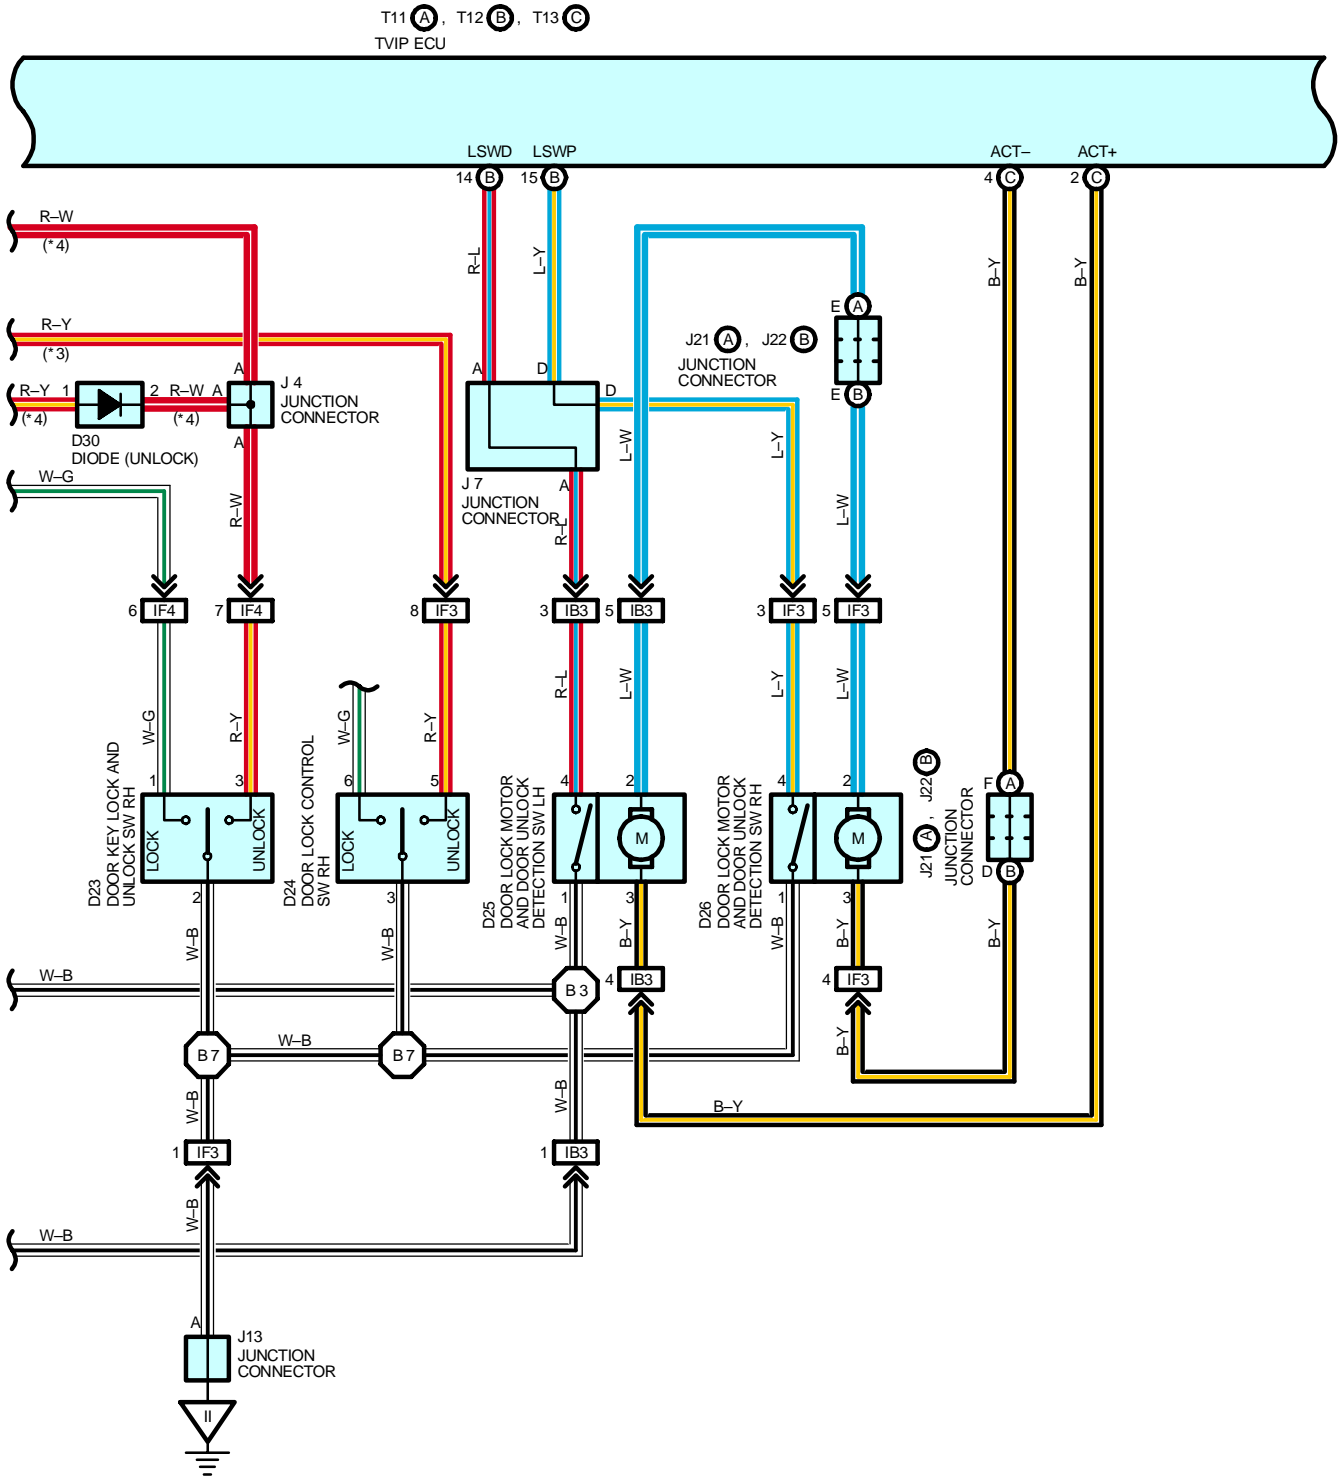 T11 A , T12 B , T13 C
TVIP ECU
LSWD LSWP ACT– ACT+
14 B 15 B 4 C 2 C
R–W
(*4)
R–L
L–Y
B–Y
B–Y
R–Y
(*3)
E A
J21 A , J22 B
JUNCTION
CONNECTOR
E B
A
A D D
R–Y 1 2 R–W A
(*4) (*4)
J 4
JUNCTION
CONNECTOR
D30
DIODE (UNLOCK)
A
W–G
R–W
J 7
JUNCTION
CONNECTOR
A
R–L
L–W
L–Y
L–W
6 IF4 7 IF4 8 IF3 3 IB3 5 IB3 3 IF3 5 IF3
W–G
R–Y
W–G
R–Y
R–L
L–W
L–Y
L–W
1 3 6 5 4 2 4 2
D23
DOOR KEY LOCK AND
UNLOCK SW RH
LOCK
UNLOCK
D24
DOOR LOCK CONTROL
SW RH
LOCK
UNLOCK
D25
DOOR LOCK MOTOR
AND DOOR UNLOCK
DETECTION SW LH
M
D26
DOOR LOCK MOTOR
AND DOOR UNLOCK
DETECTION SW RH
M
J21 A , J22 B
JUNCTION
CONNECTOR
F A
D B
2 3 1 3 1 3
W–B
W–B
W–B
B–Y
W–B
B–Y
B–Y
W–B
B 3
4 IB3 4 IF3
B–Y
B 7
W–B
B 7
W–B
W–B
B–Y
1 IF3 1 IB3
W–B
W–B
A
J13
JUNCTION
CONNECTOR
II